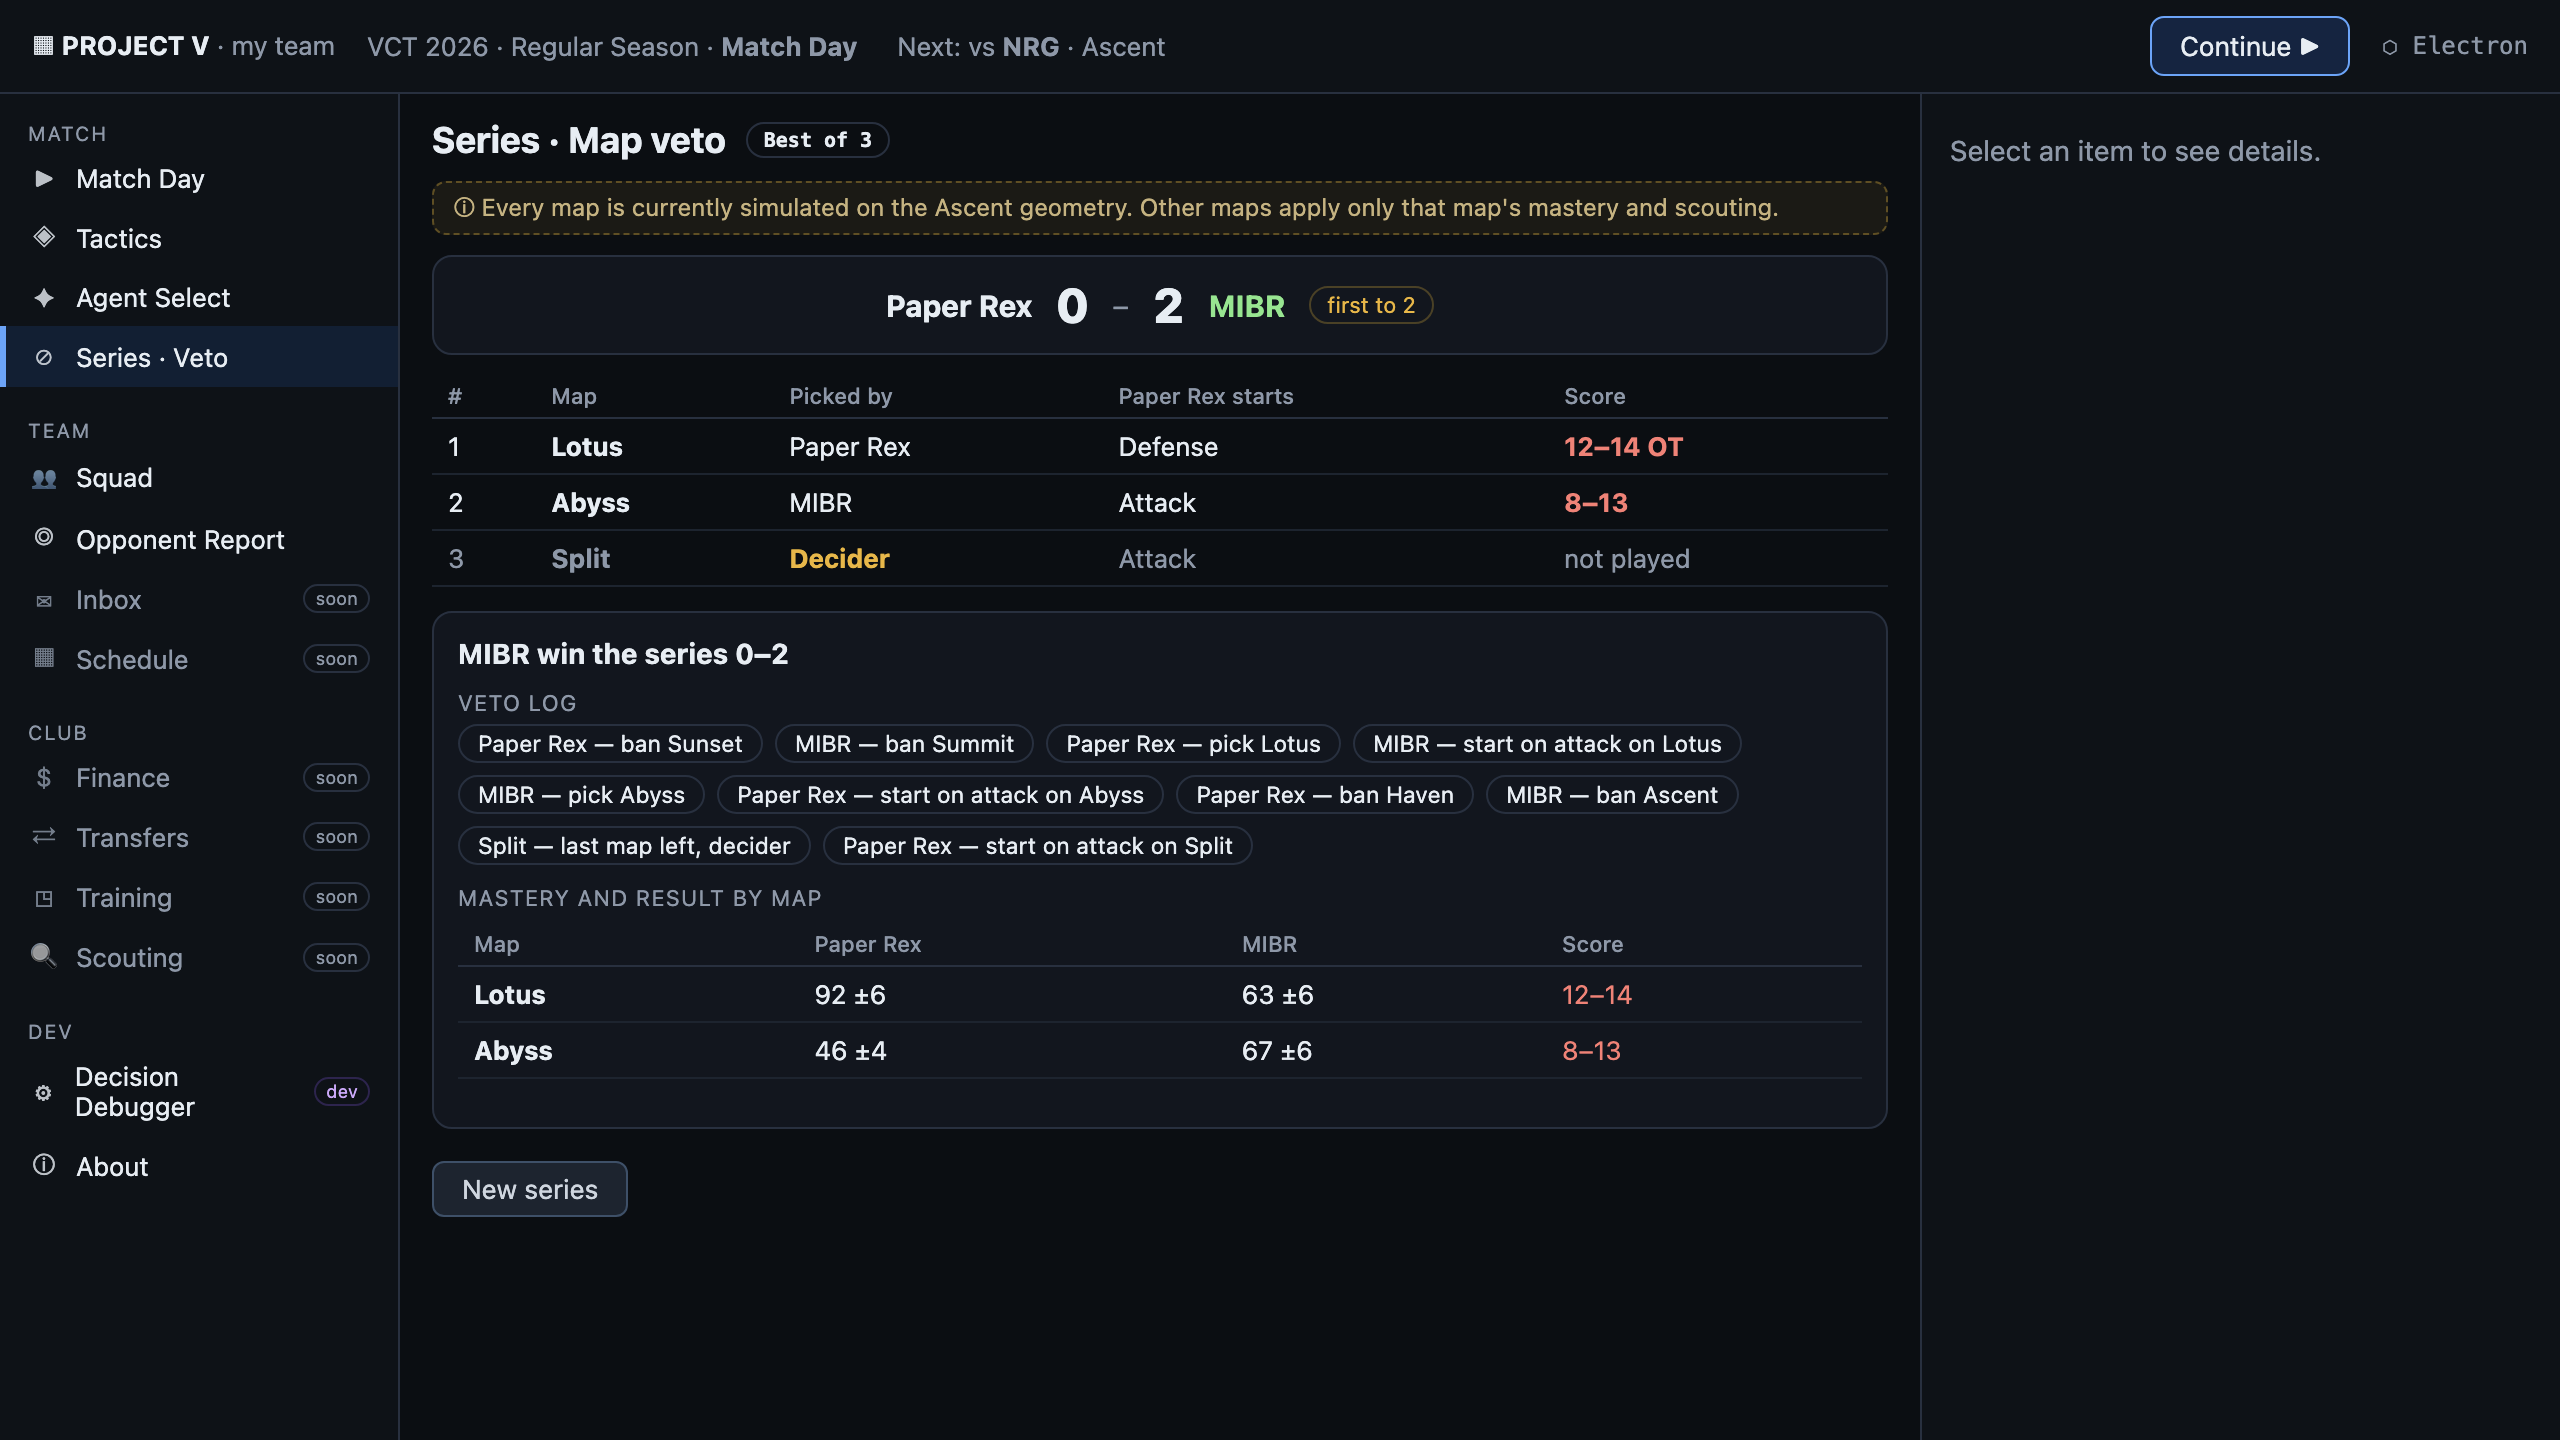 PROJECT V · my team VCT 2026 · Regular Season · Match Day Next: vs NRG · Ascent Continue ▶ Electron
MATCH
Match Day
Tactics
Agent Select
Series · Veto
TEAM
Squad
Opponent Report
Inbox soon
Schedule soon
CLUB
$ Finance soon
Transfers soon
Training soon
Scouting soon
DEV
Decision
Debugger
dev
About
Series · Map veto Best of 3
ⓘ Every map is currently simulated on the Ascent geometry. Other maps apply only that map's mastery and scouting.
Paper Rex 0 – 2 MIBR first to 2
# Map Picked by Paper Rex starts Score
1 Lotus Paper Rex Defense 12–14 OT
2 Abyss MIBR Attack 8–13
3 Split Decider Attack not played
MIBR win the series 0–2
VETO LOG
Paper Rex — ban Sunset MIBR — ban Summit Paper Rex — pick Lotus MIBR — start on attack on Lotus
MIBR — pick Abyss Paper Rex — start on attack on Abyss Paper Rex — ban Haven MIBR — ban Ascent
Split — last map left, decider Paper Rex — start on attack on Split
MASTERY AND RESULT BY MAP
Map Paper Rex MIBR Score
Lotus 92 ±6 63 ±6 12–14
Abyss 46 ±4 67 ±6 8–13
New series
Select an item to see details.